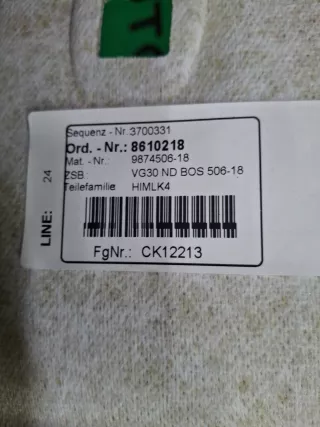 STO
Sequenz - Nr.:3700331
Ord. - Nr.: 8610218
Mat. - Nr.: 9874506-18
ZSB : VG30 ND BOS 506-18
Teilefamilie HIMLK4
FgNr.: CK12213
LINE: 24